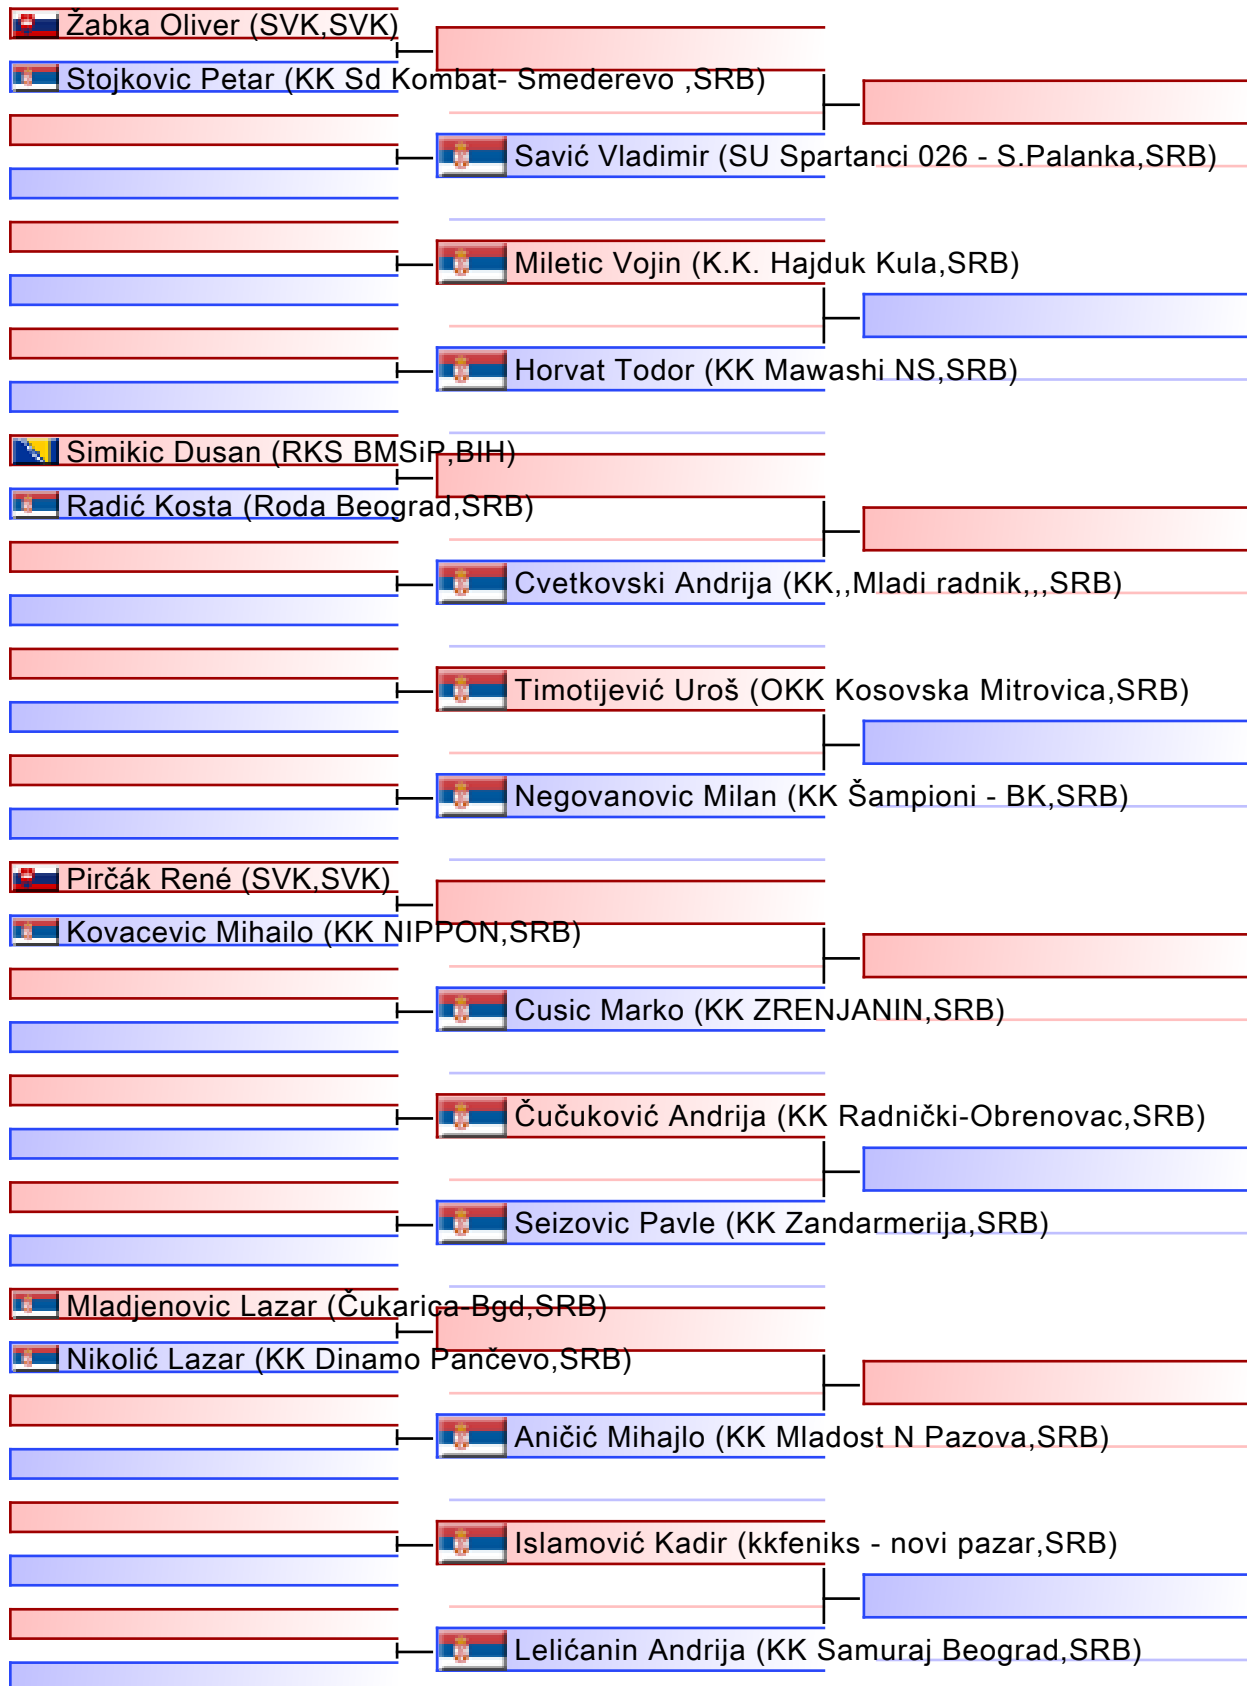 Žabka Oliver (SVK,SVK)
Stojkovic Petar (KK Sd Kombat- Smederevo ,SRB)
Savić Vladimir (SU Spartanci 026 - S.Palanka,SRB)
Miletic Vojin (K.K. Hajduk Kula,SRB)
Horvat Todor (KK Mawashi NS,SRB)
Simikic Dusan (RKS BMSiP,BIH)
Radić Kosta (Roda Beograd,SRB)
Cvetkovski Andrija (KK,,Mladi radnik,,,SRB)
Timotijević Uroš (OKK Kosovska Mitrovica,SRB)
Negovanovic Milan (KK Šampioni - BK,SRB)
Pirčák René (SVK,SVK)
Kovacevic Mihailo (KK NIPPON,SRB)
Cusic Marko (KK ZRENJANIN,SRB)
Čučuković Andrija (KK Radnički-Obrenovac,SRB)
Seizovic Pavle (KK Zandarmerija,SRB)
Mladjenovic Lazar (Čukarica-Bgd,SRB)
Nikolić Lazar (KK Dinamo Pančevo,SRB)
Aničić Mihajlo (KK Mladost N Pazova,SRB)
Islamović Kadir (kkfeniks - novi pazar,SRB)
Lelićanin Andrija (KK Samuraj Beograd,SRB)